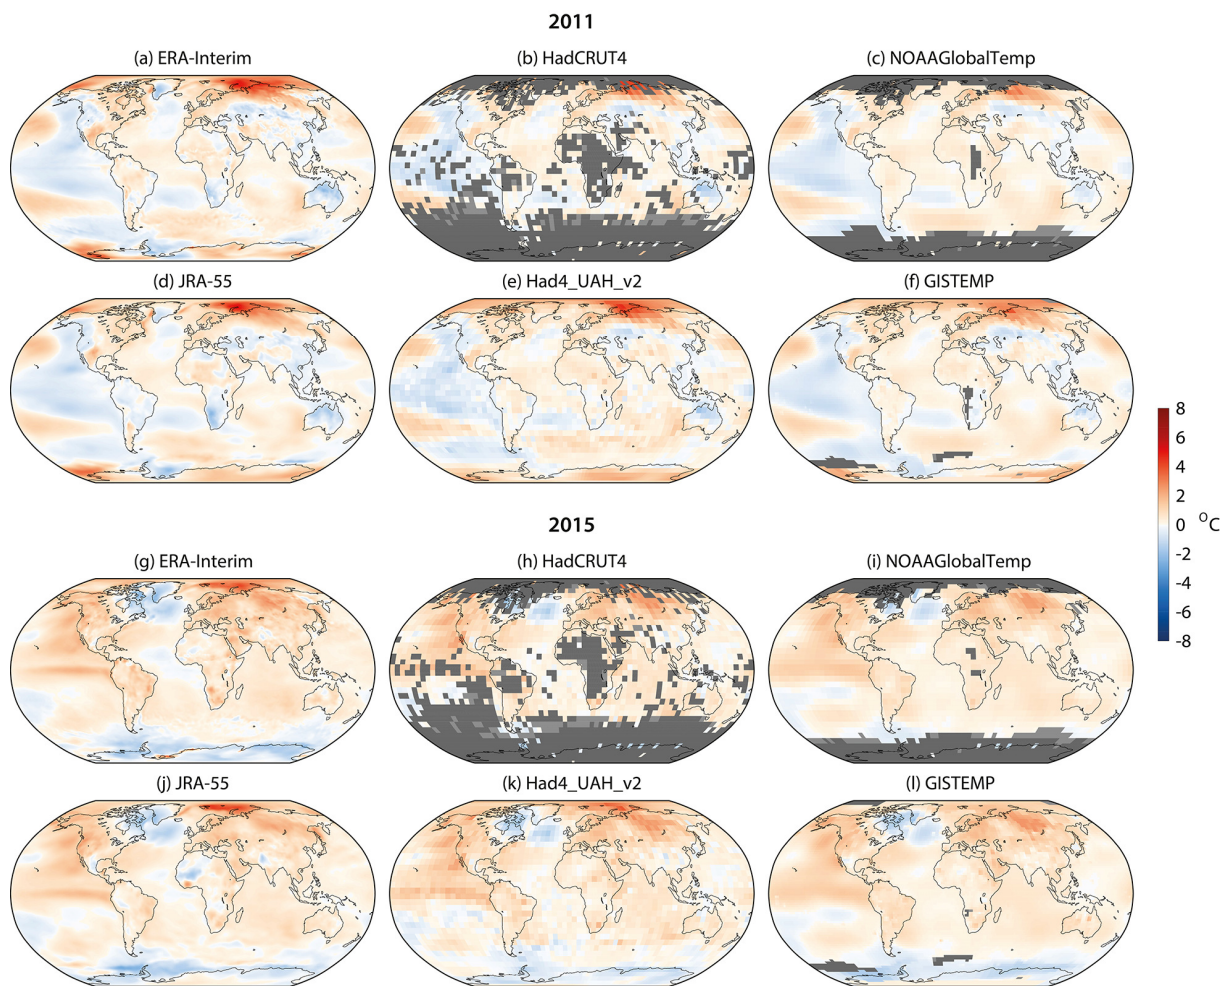 2011
(a) ERA-Interim
(b) HadCRUT4
(c) NOAAGlobalTemp
(d) JRA-55
(e) Had4_UAH_v2
(f) GISTEMP
8
6
4
2
0
-2
-4
-6
-8
°C
2015
(g) ERA-Interim
(h) HadCRUT4
(i) NOAAGlobalTemp
(j) JRA-55
(k) Had4_UAH_v2
(l) GISTEMP